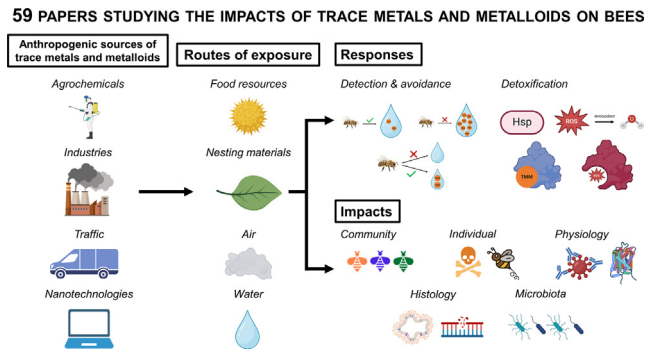 59 PAPERS STUDYING THE IMPACTS OF TRACE METALS AND METALLOIDS ON BEES
Anthropogenic sources of
trace metals and metalloids
Agrochemicals
Industries
Traffic
Nanotechnologies
Routes of exposure
Food resources
Nesting materials
Air
Water
Responses
Detection & avoidance
Detoxification
Hsp
ROS
Antioxidant
TMM
Impacts
Community
Individual
Physiology
Histology
Microbiota